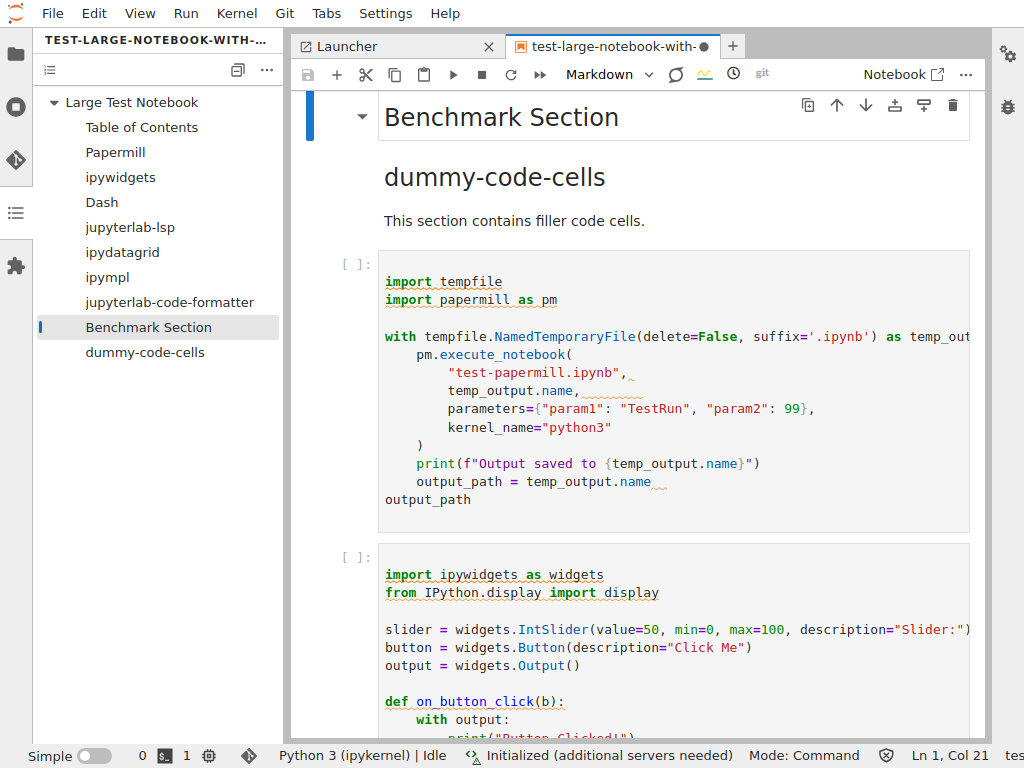 File Edit View Run Kernel Git Tabs Settings Help
TEST-LARGE-NOTEBOOK-WITH-...
Large Test Notebook
Table of Contents
Papermill
ipywidgets
Dash
jupyterlab-lsp
ipydatagrid
ipympl
jupyterlab-code-formatter
Benchmark Section
dummy-code-cells
Launcher
test-large-notebook-with-
Markdown
git
Notebook
Benchmark Section
dummy-code-cells
This section contains filler code cells.
[ ]:
import tempfile
import papermill as pm
with tempfile.NamedTemporaryFile(delete=False, suffix='.ipynb') as temp_out
pm.execute_notebook(
"test-papermill.ipynb",
temp_output.name,
parameters={"param1": "TestRun", "param2": 99},
kernel_name="python3"
)
print(f"Output saved to {temp_output.name}")
output_path = temp_output.name
output_path
[ ]:
import ipywidgets as widgets
from IPython.display import display
slider = widgets.IntSlider(value=50, min=0, max=100, description="Slider:")
button = widgets.Button(description="Click Me")
output = widgets.Output()
def on_button_click(b):
with output:
print("Button Clicked!")
Simple 0 1 Python 3 (ipykernel) | Idle Initialized (additional servers needed) Mode: Command Ln 1, Col 21 tes